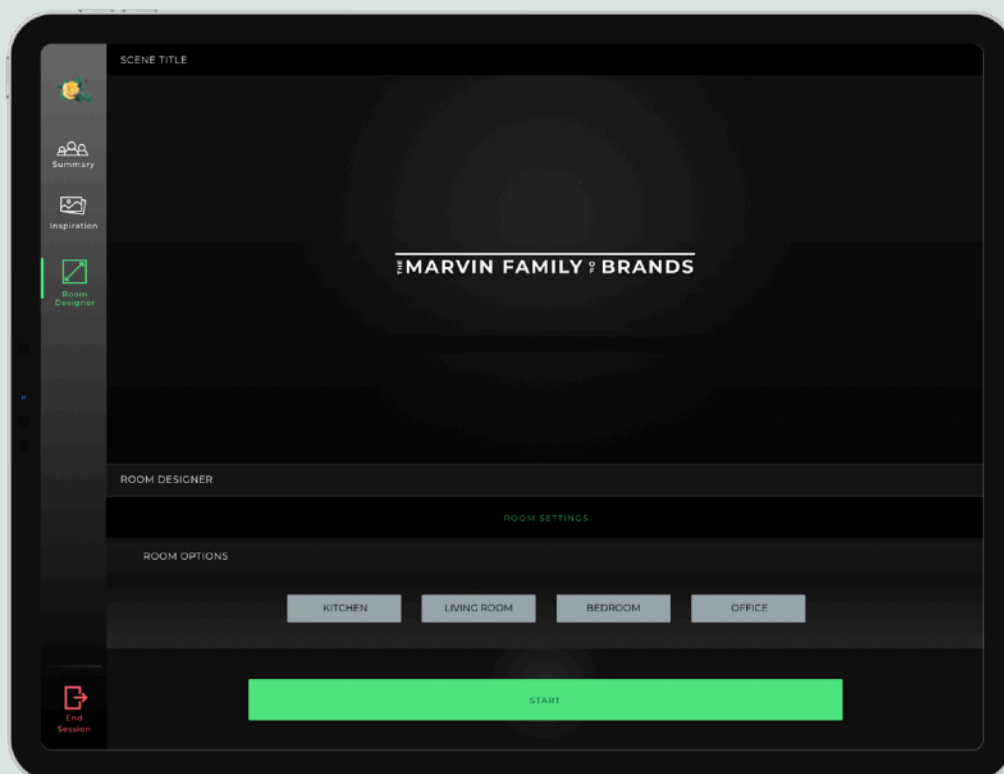 SCENE TITLE
Summary
Inspiration
Room
Designer
THE MARVIN FAMILY OF BRANDS
ROOM DESIGNER
ROOM SETTINGS
ROOM OPTIONS
KITCHEN LIVING ROOM BEDROOM OFFICE
START
End
Session